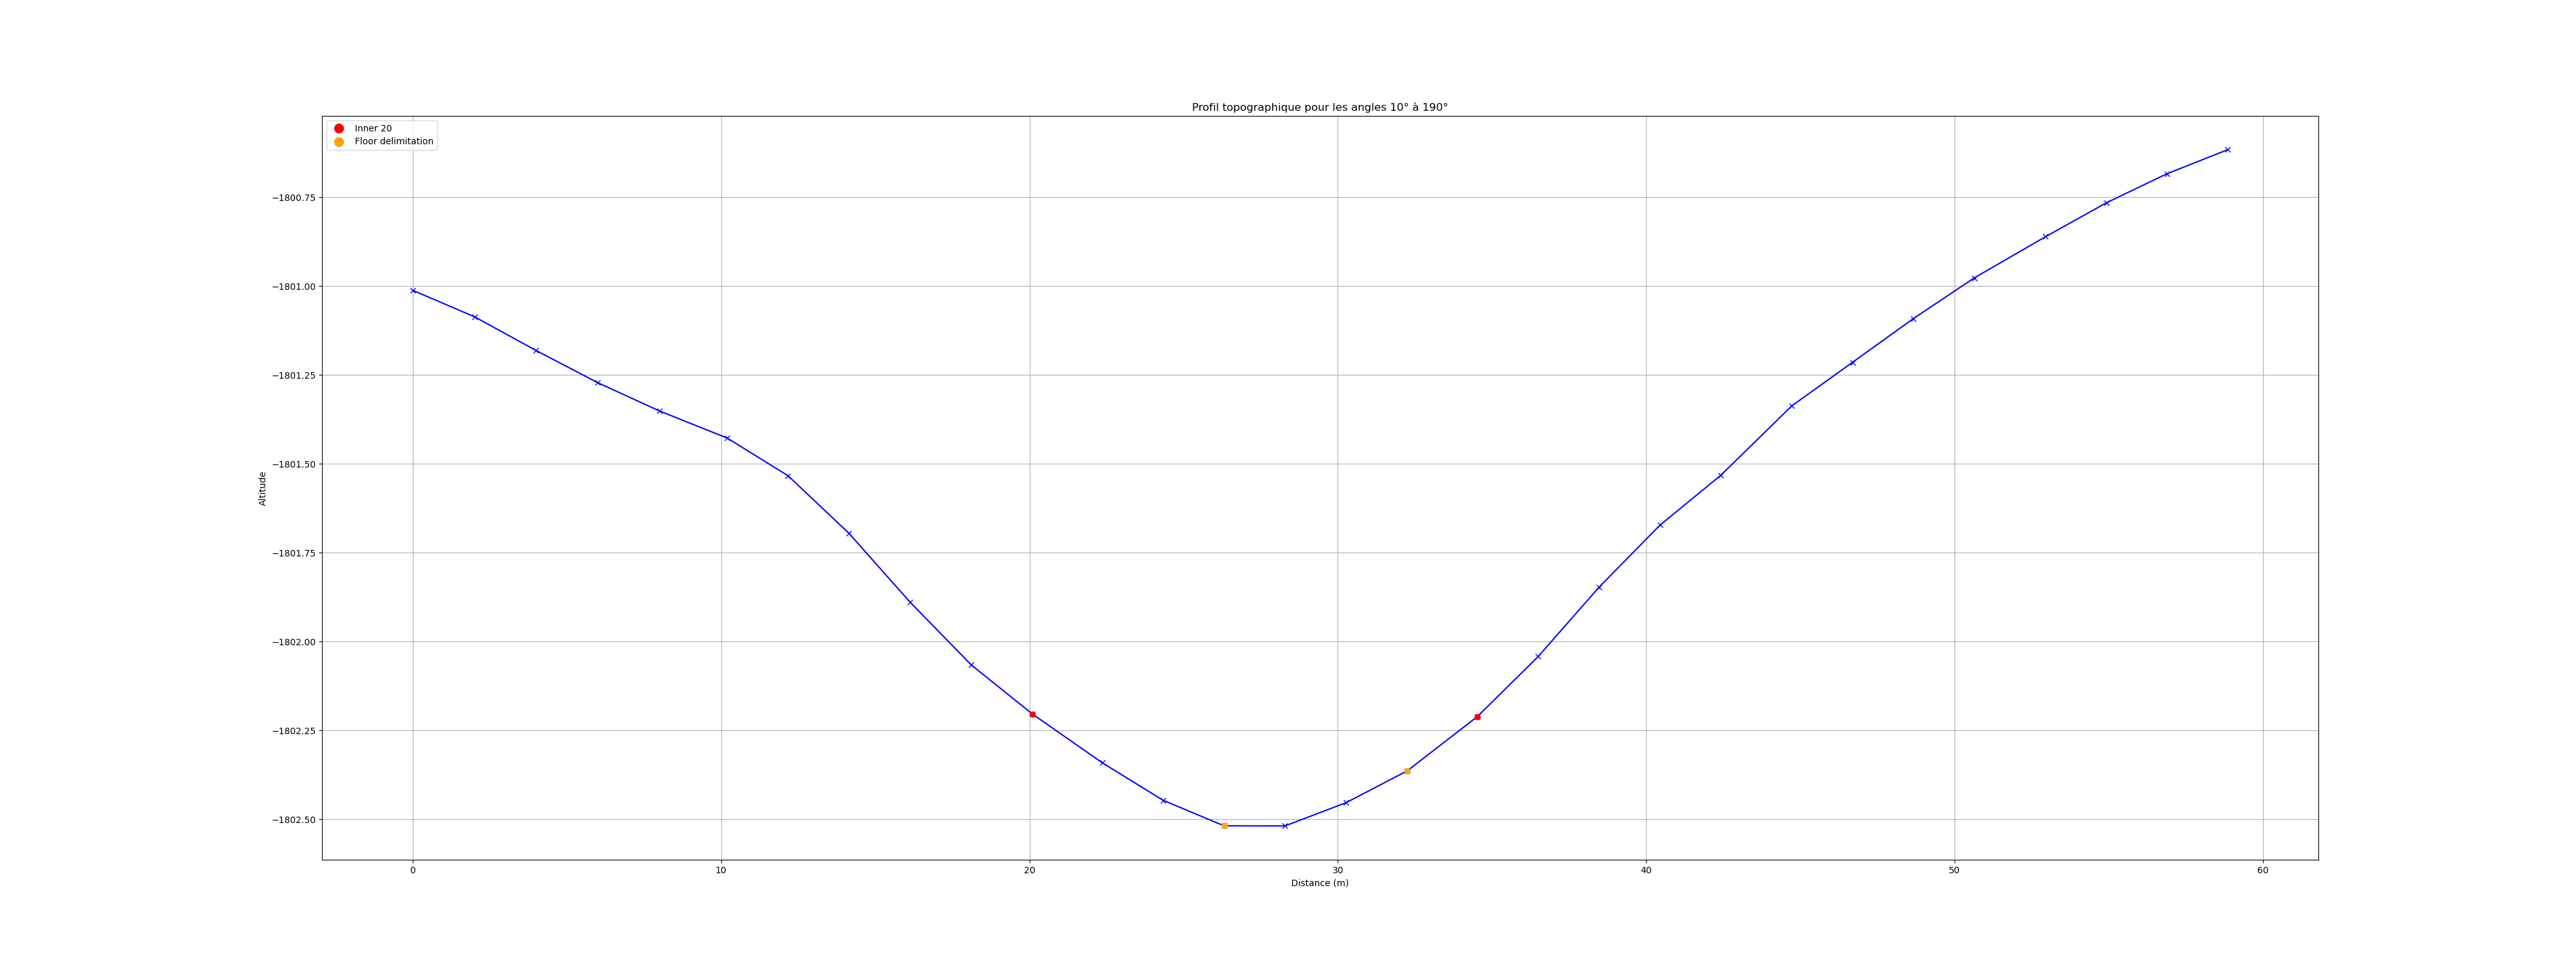 Profil topographique pour les angles 10° à 190°
Inner 20
Floor delimitation
−1800.75
−1801.00
−1801.25
−1801.50
−1801.75
−1802.00
−1802.25
−1802.50
Altitude
0 10 20 30 40 50 60
Distance (m)